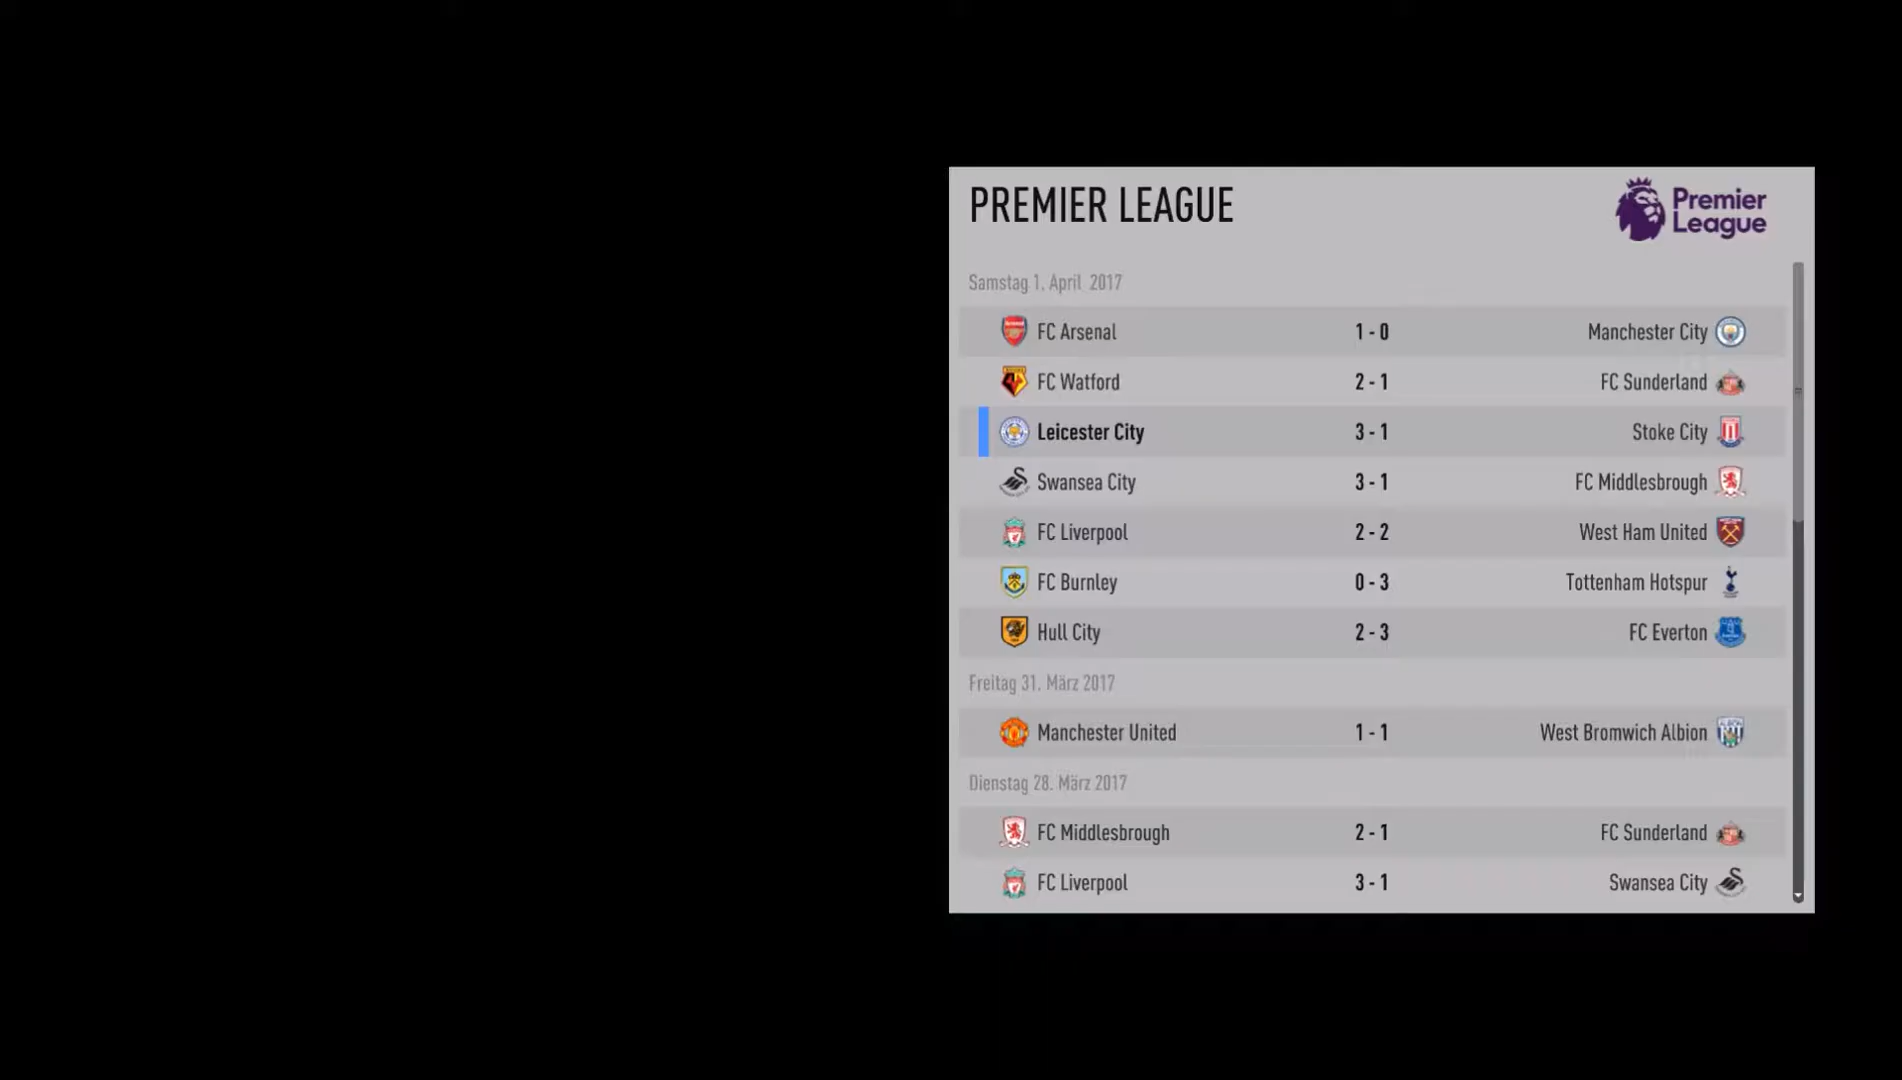 PREMIER LEAGUE
Premier
League
Samstag 1. April 2017
FC Arsenal 1 - 0 Manchester City
FC Watford 2 - 1 FC Sunderland
Leicester City 3 - 1 Stoke City
Swansea City 3 - 1 FC Middlesbrough
FC Liverpool 2 - 2 West Ham United
FC Burnley 0 - 3 Tottenham Hotspur
Hull City 2 - 3 FC Everton
Freitag 31. März 2017
Manchester United 1 - 1 West Bromwich Albion
Dienstag 28. März 2017
FC Middlesbrough 2 - 1 FC Sunderland
FC Liverpool 3 - 1 Swansea City